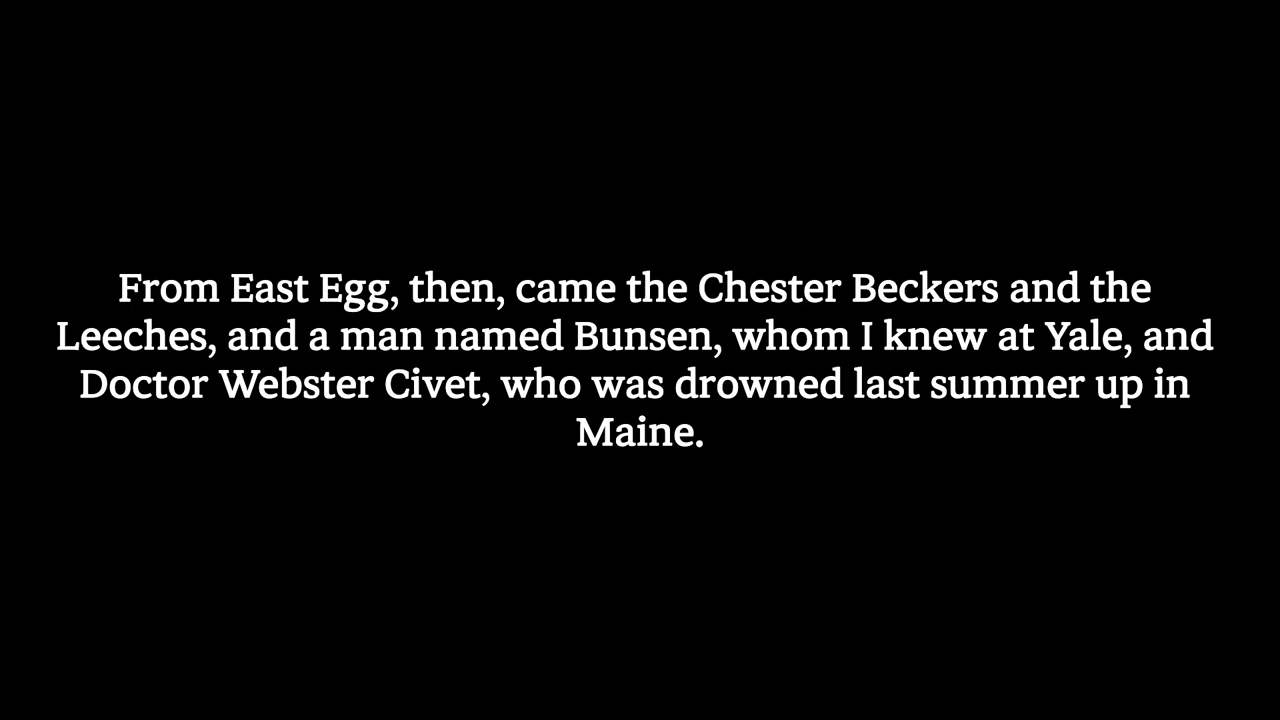 From East Egg, then, came the Chester Beckers and the
Leeches, and a man named Bunsen, whom I knew at Yale, and
Doctor Webster Civet, who was drowned last summer up in
Maine.